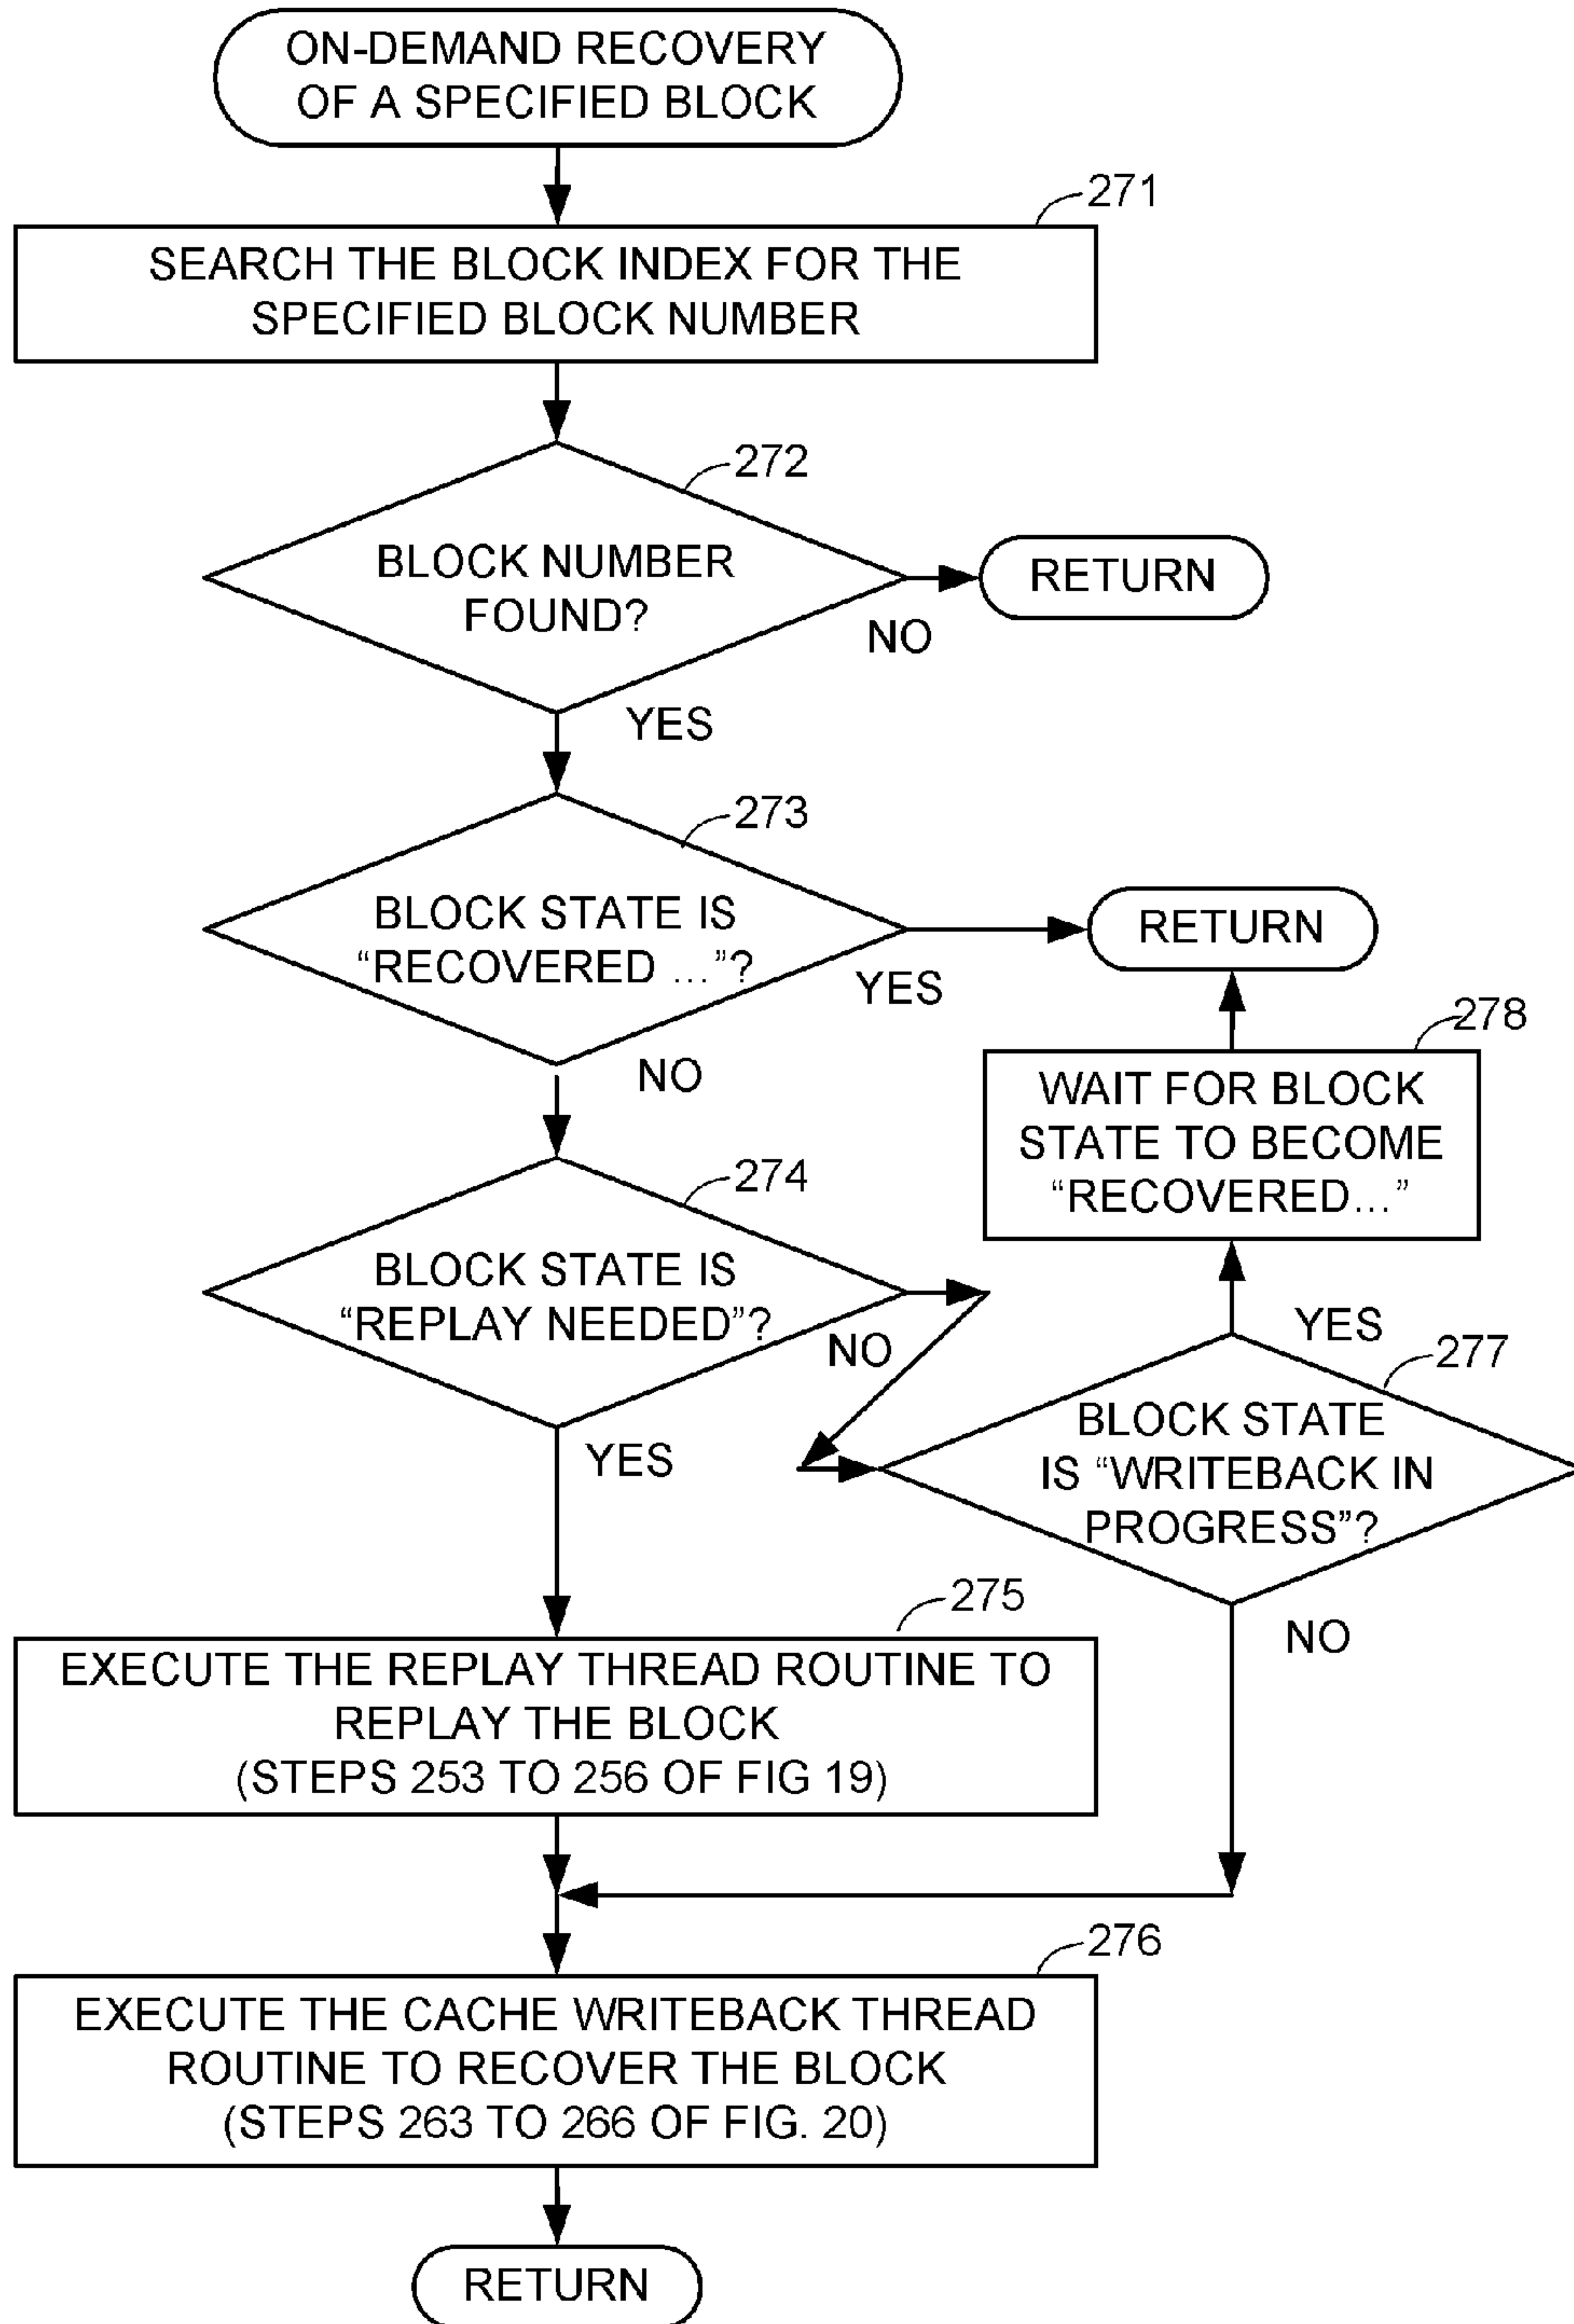 ON-DEMAND RECOVERY
OF A SPECIFIED BLOCK
271
SEARCH THE BLOCK INDEX FOR THE
SPECIFIED BLOCK NUMBER
272
BLOCK NUMBER
FOUND?
RETURN
NO
YES
273
BLOCK STATE IS
“RECOVERED ...”?
RETURN
YES
NO
278
WAIT FOR BLOCK
STATE TO BECOME
“RECOVERED...”
274
BLOCK STATE IS
“REPLAY NEEDED”?
NO
YES
YES
277
BLOCK STATE
IS “WRITEBACK IN
PROGRESS”?
NO
275
EXECUTE THE REPLAY THREAD ROUTINE TO
REPLAY THE BLOCK
(STEPS 253 TO 256 OF FIG 19)
276
EXECUTE THE CACHE WRITEBACK THREAD
ROUTINE TO RECOVER THE BLOCK
(STEPS 263 TO 266 OF FIG. 20)
RETURN